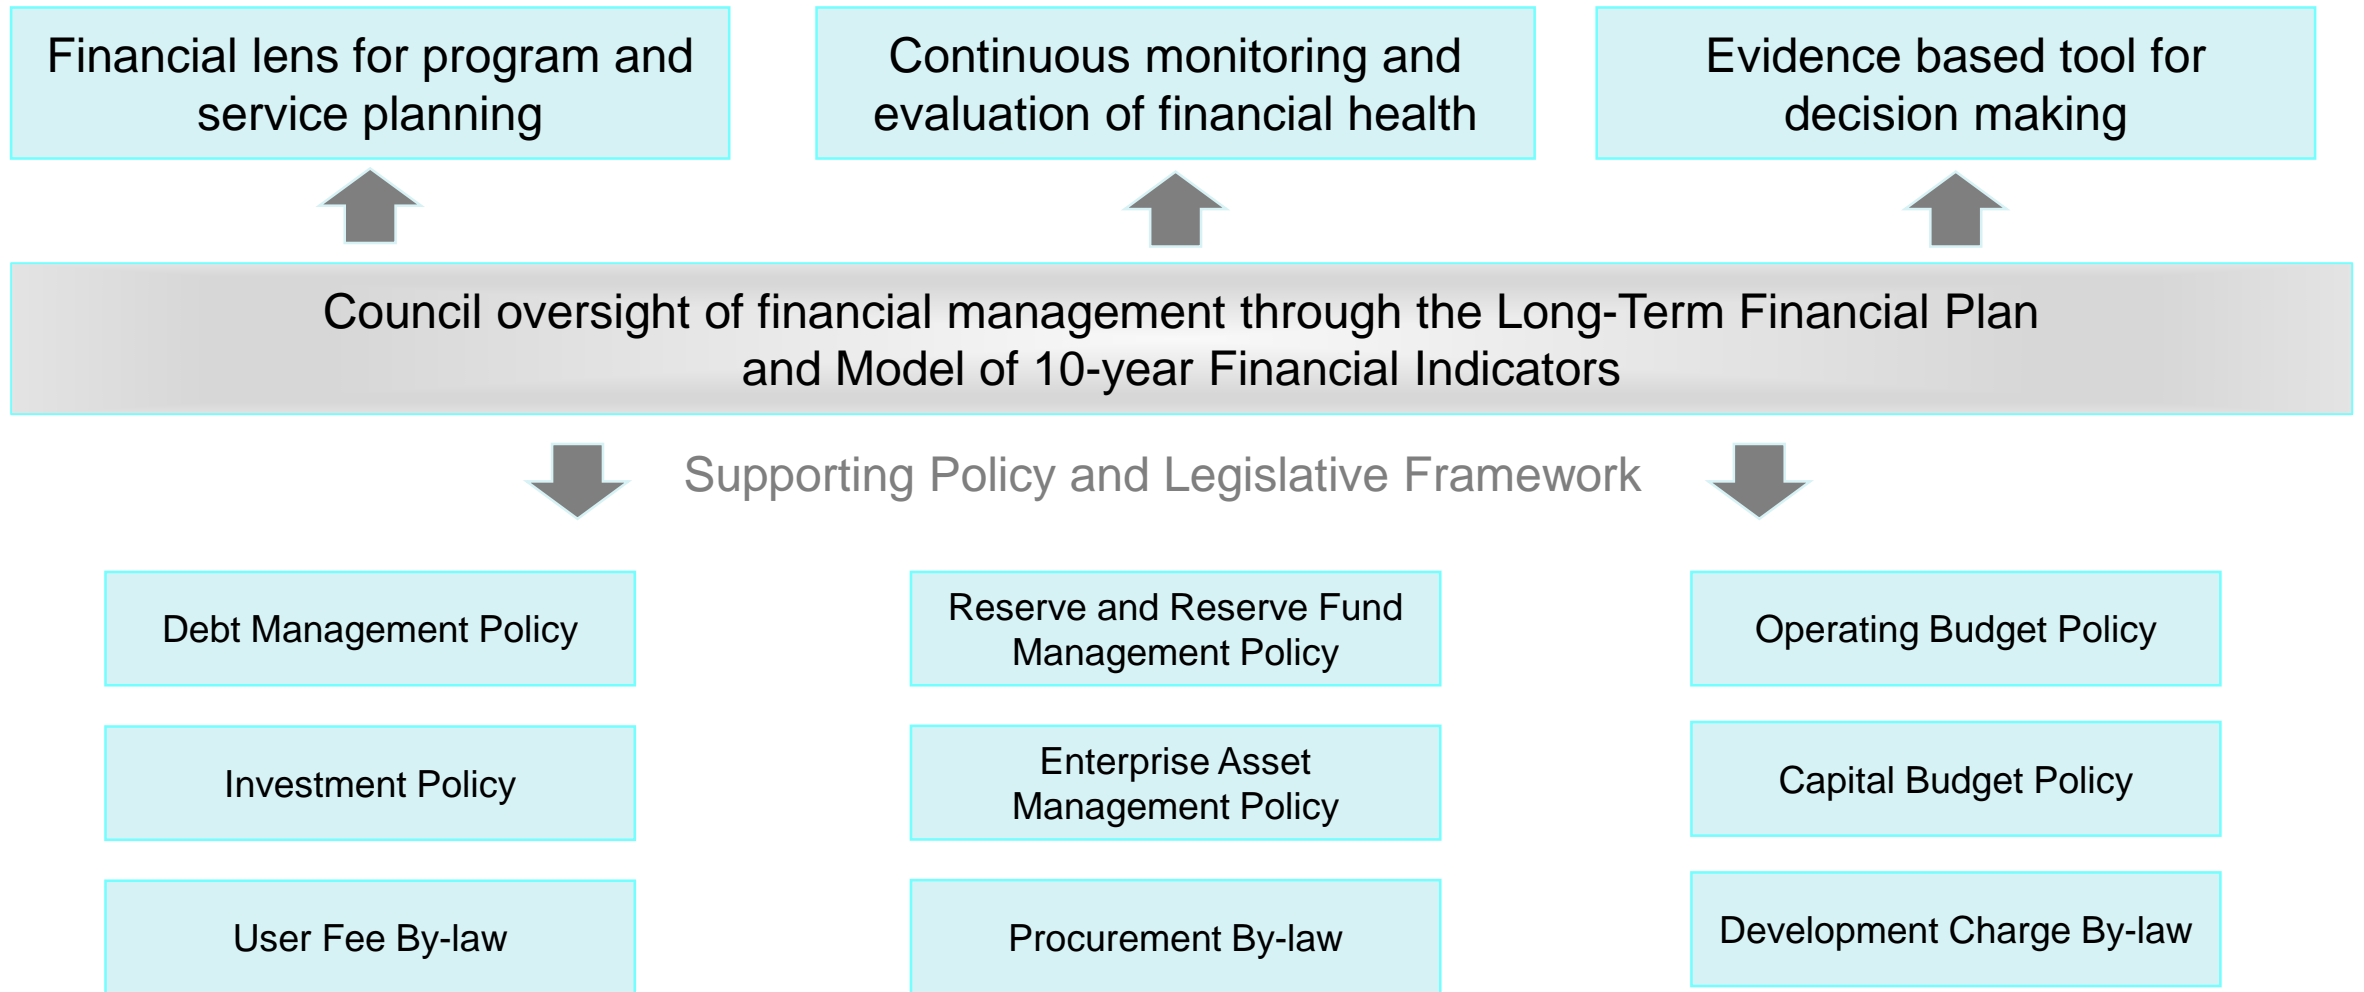 Financial lens for program and
service planning
Continuous monitoring and
evaluation of financial health
Evidence based tool for
decision making
Council oversight of financial management through the Long-Term Financial Plan
and Model of 10-year Financial Indicators
Supporting Policy and Legislative Framework
Debt Management Policy
Reserve and Reserve Fund
Management Policy
Operating Budget Policy
Investment Policy
Enterprise Asset
Management Policy
Capital Budget Policy
User Fee By-law
Procurement By-law
Development Charge By-law